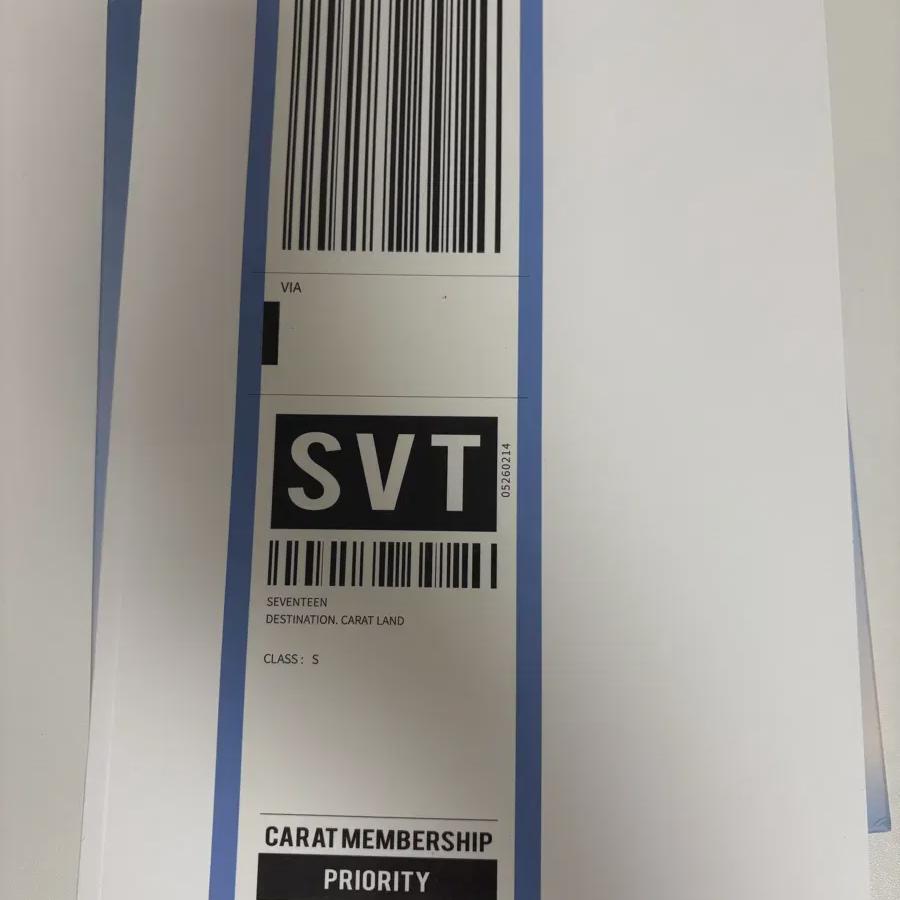 VIA
SVT
05260214
SEVENTEEN
DESTINATION. CARAT LAND
CLASS : S
CARAT MEMBERSHIP
PRIORITY